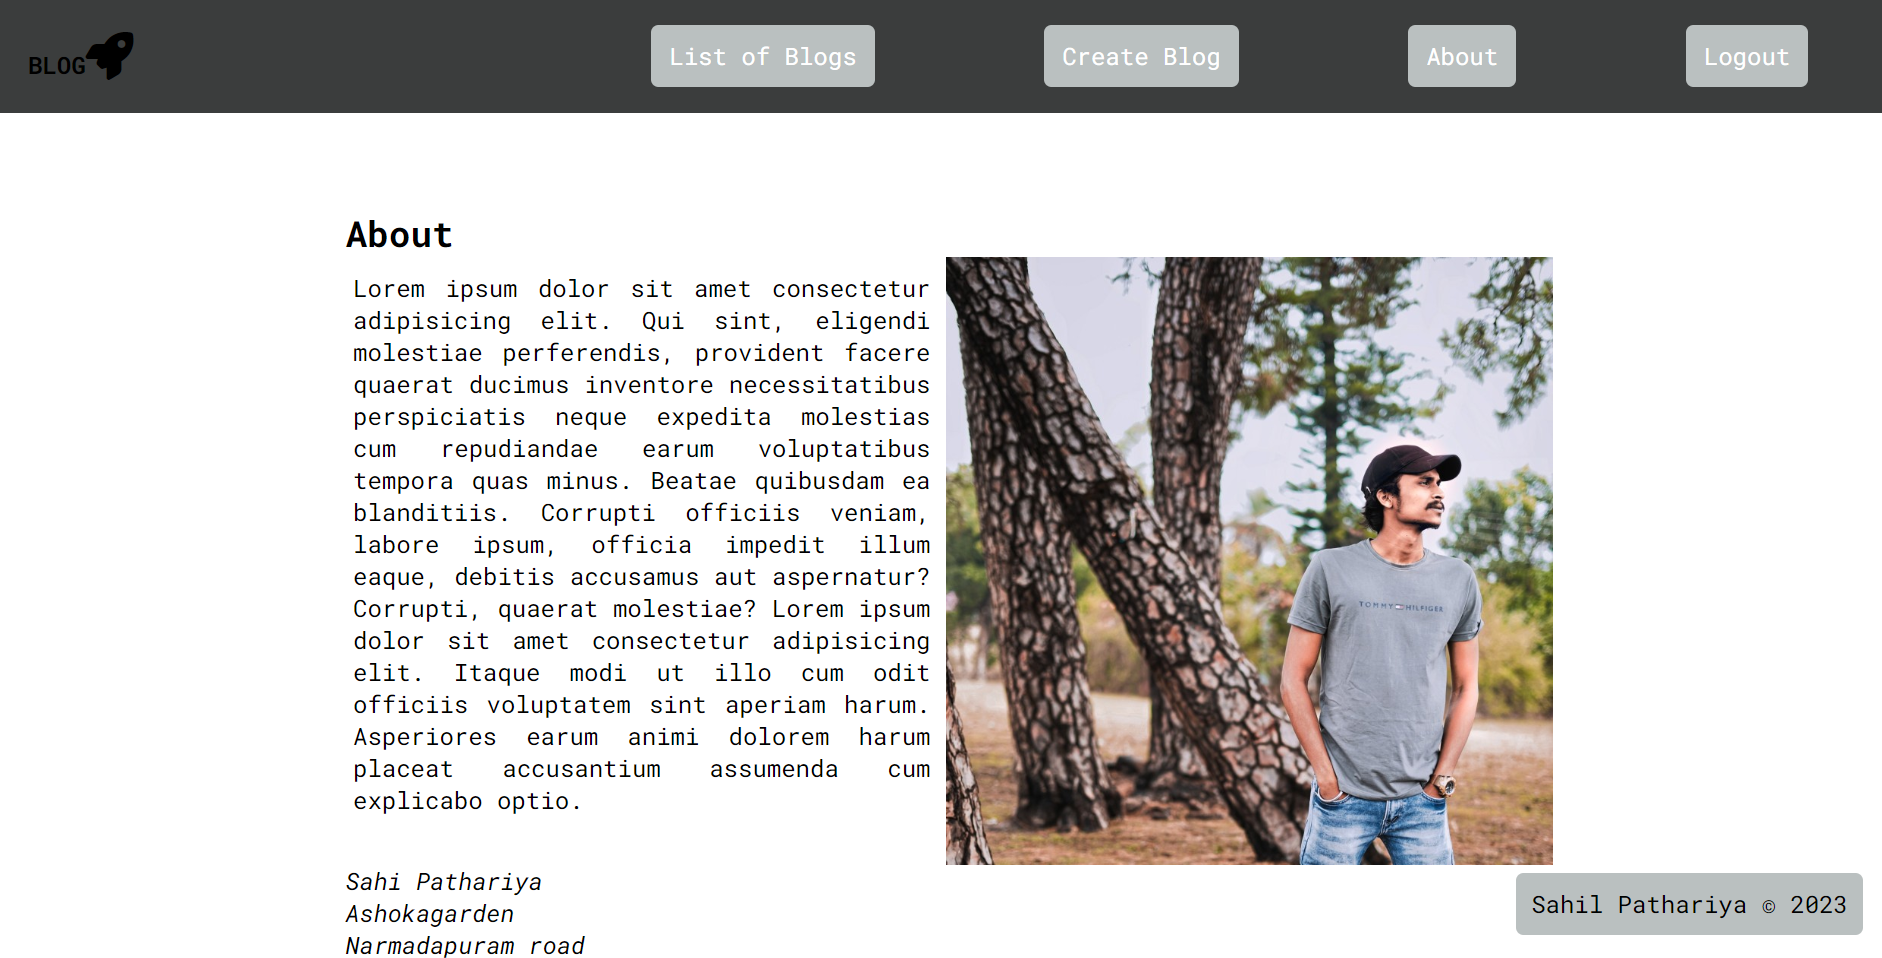 BLOG
List of Blogs
Create Blog
About
Logout
About
Lorem ipsum dolor sit amet consectetur
adipisicing elit. Qui sint, eligendi
molestiae perferendis, provident facere
quaerat ducimus inventore necessitatibus
perspiciatis neque expedita molestias
cum repudiandae earum voluptatibus
tempora quas minus. Beatae quibusdam ea
blanditiis. Corrupti officiis veniam,
labore ipsum, officia impedit illum
eaque, debitis accusamus aut aspernatur?
Corrupti, quaerat molestiae? Lorem ipsum
dolor sit amet consectetur adipisicing
elit. Itaque modi ut illo cum odit
officiis voluptatem sint aperiam harum.
Asperiores earum animi dolorem harum
placeat accusantium assumenda cum
explicabo optio.
TOMMY HILFIGER
Sahi Pathariya
Ashokagarden
Narmadapuram road
Sahil Pathariya © 2023